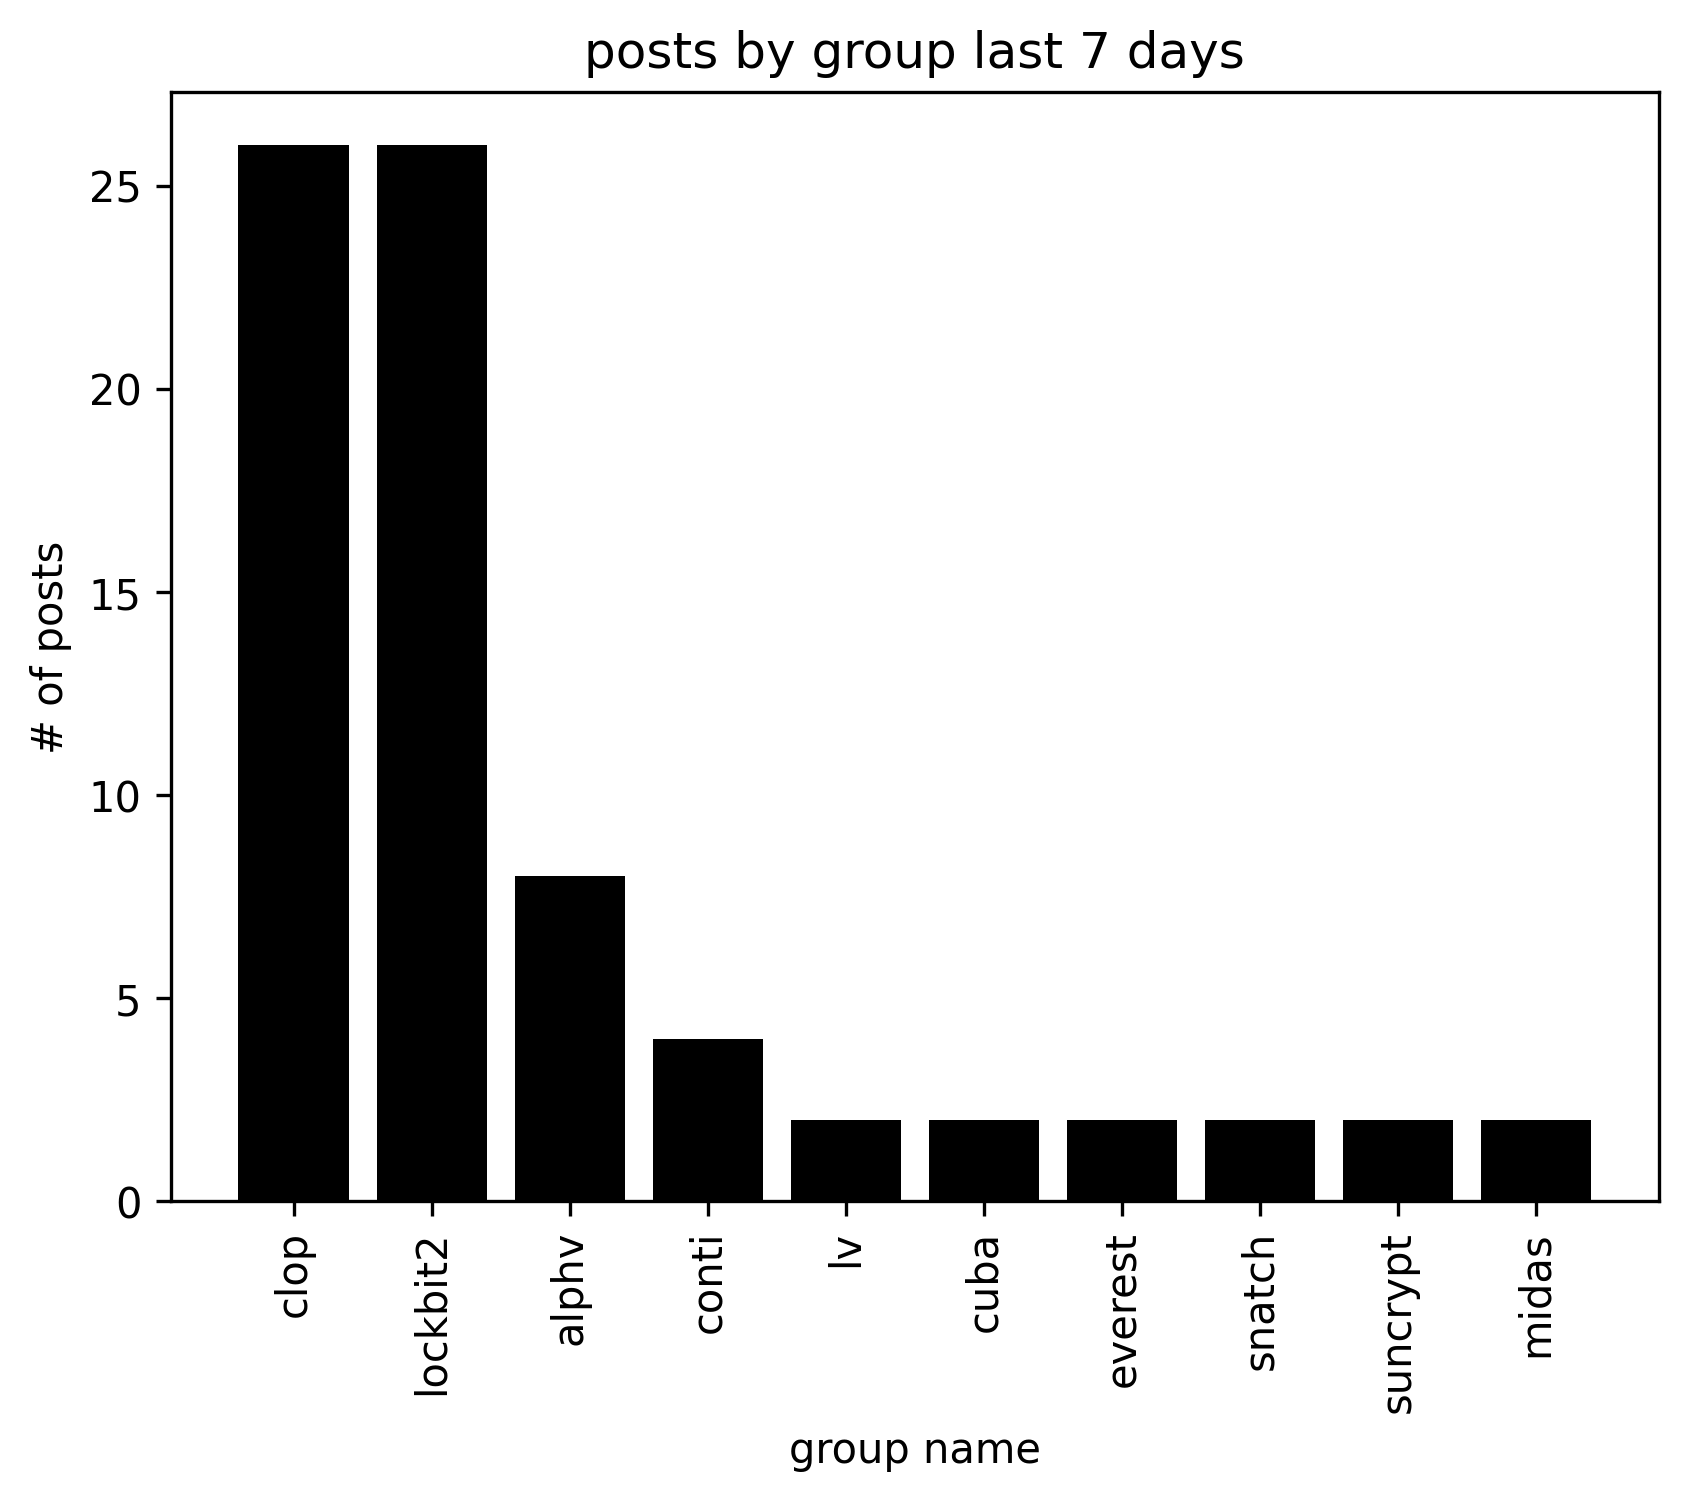 posts by group last 7 days
# of posts
25
20
15
10
5
0
clop
lockbit2
alphv
conti
lv
cuba
everest
snatch
suncrypt
midas
group name